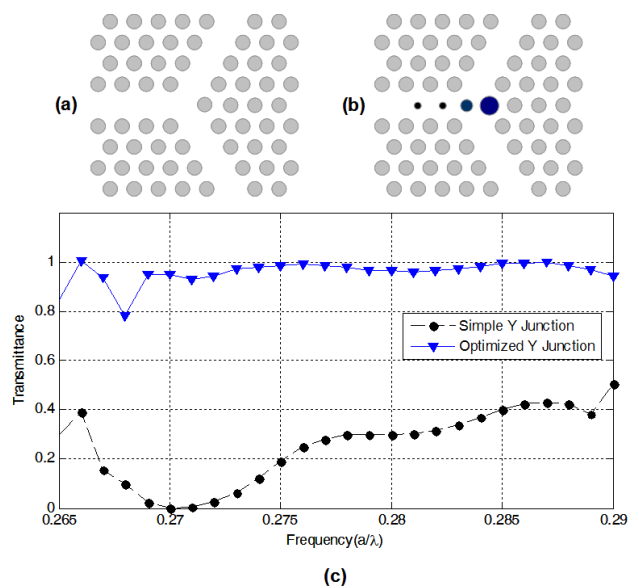 (a)
(b)
1
0.8
0.6
0.4
0.2
0
Transmittance
Simple Y Junction
Optimized Y Junction
0.265
0.27
0.275
0.28
0.285
0.29
Frequency(a/λ)
(c)